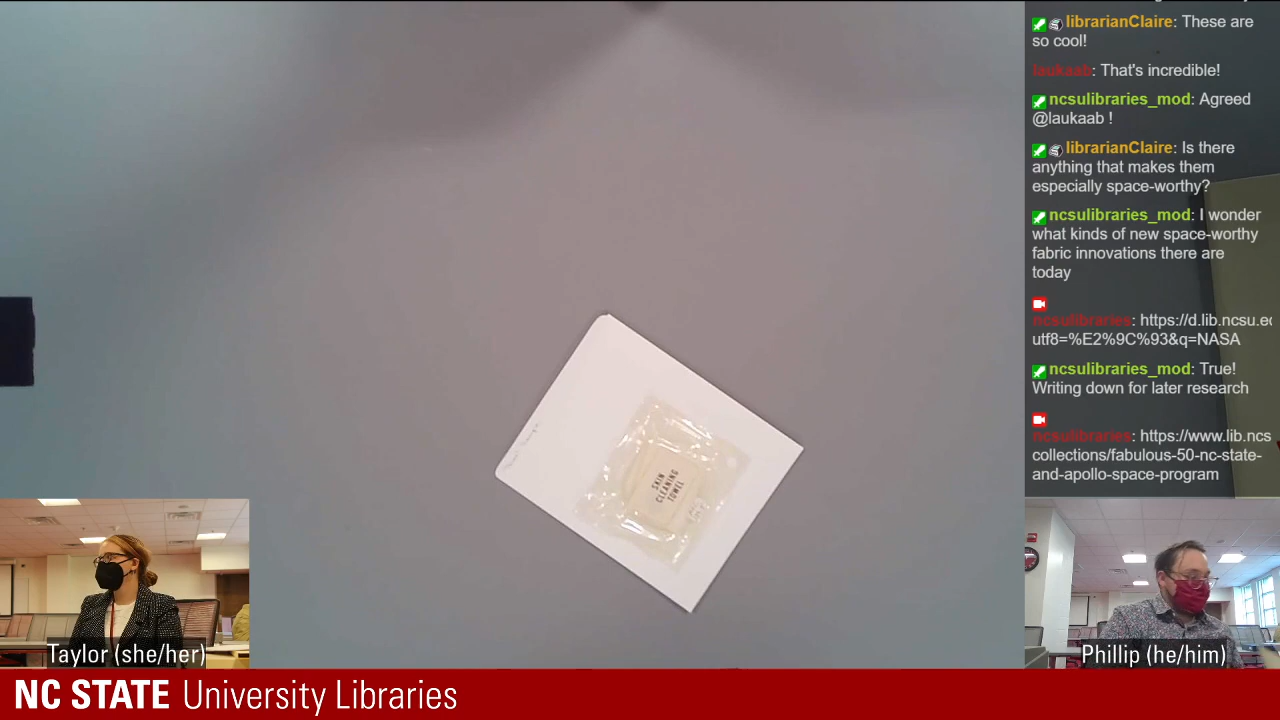 librarianClaire: These are
so cool!
laukaab: That's incredible!
ncsulibraries_mod: Agreed
@laukaab !
librarianClaire: Is there
anything that makes them
especially space-worthy?
ncsulibraries_mod: I wonder
what kinds of new space-worthy
fabric innovations there are
today
ncsulibraries: https://d.lib.ncsu.ec
utf8=%E2%9C%93&q=NASA
ncsulibraries_mod: True!
Writing down for later research
ncsulibraries: https://www.lib.ncs
collections/fabulous-50-nc-state-
and-apollo-space-program
SKIN
CLEANING
TOWEL
Taylor (she/her)
Phillip (he/him)
NC STATE University Libraries